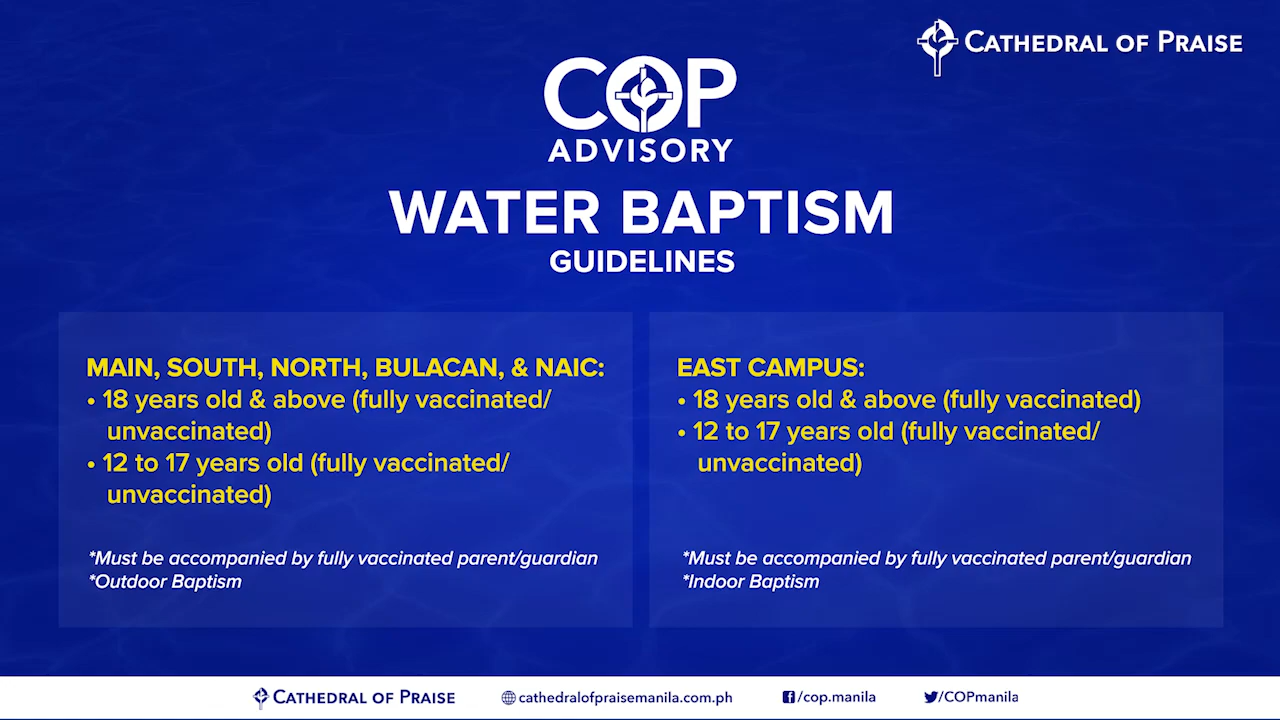 CATHEDRAL OF PRAISE
COP
ADVISORY
WATER BAPTISM
GUIDELINES
MAIN, SOUTH, NORTH, BULACAN, & NAIC:
• 18 years old & above (fully vaccinated/
unvaccinated)
• 12 to 17 years old (fully vaccinated/
unvaccinated)
*Must be accompanied by fully vaccinated parent/guardian
*Outdoor Baptism
EAST CAMPUS:
• 18 years old & above (fully vaccinated)
• 12 to 17 years old (fully vaccinated/
unvaccinated)
*Must be accompanied by fully vaccinated parent/guardian
*Indoor Baptism
CATHEDRAL OF PRAISE cathedralofpraisemanila.com.ph /cop.manila /COPmanila